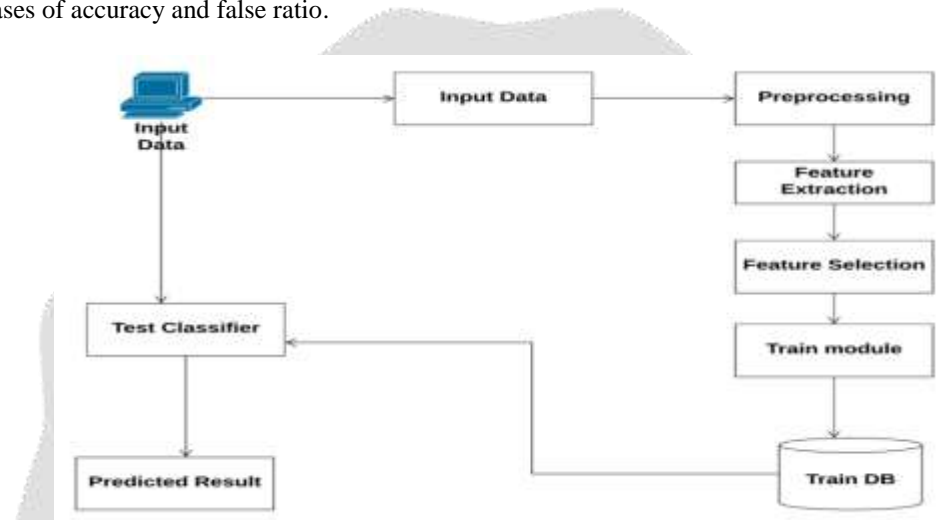 ases of accuracy and false ratio.
Input
Data
Input Data
Preprocessing
Feature
Extraction
Feature Selection
Test Classifier
Train module
Predicted Result
Train DB